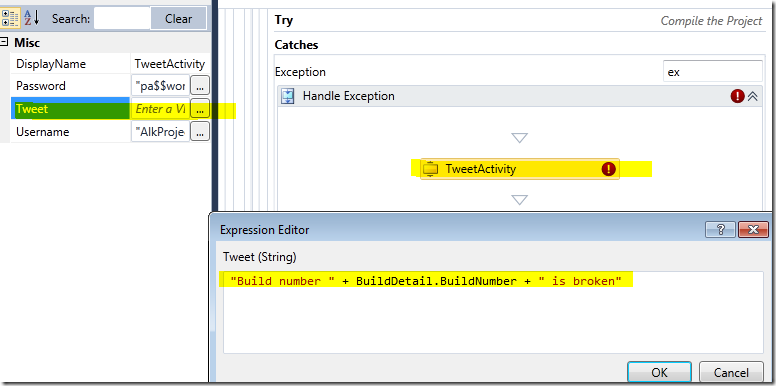 Search: Clear
Misc
DisplayName TweetActivity
Password "pa$$wor ...
Tweet Enter a VI ...
Username "AlkProje ...
Try Compile the Project
Catches
Exception ex
Handle Exception
TweetActivity
Expression Editor
Tweet (String)
"Build number " + BuildDetail.BuildNumber + " is broken"
OK Cancel